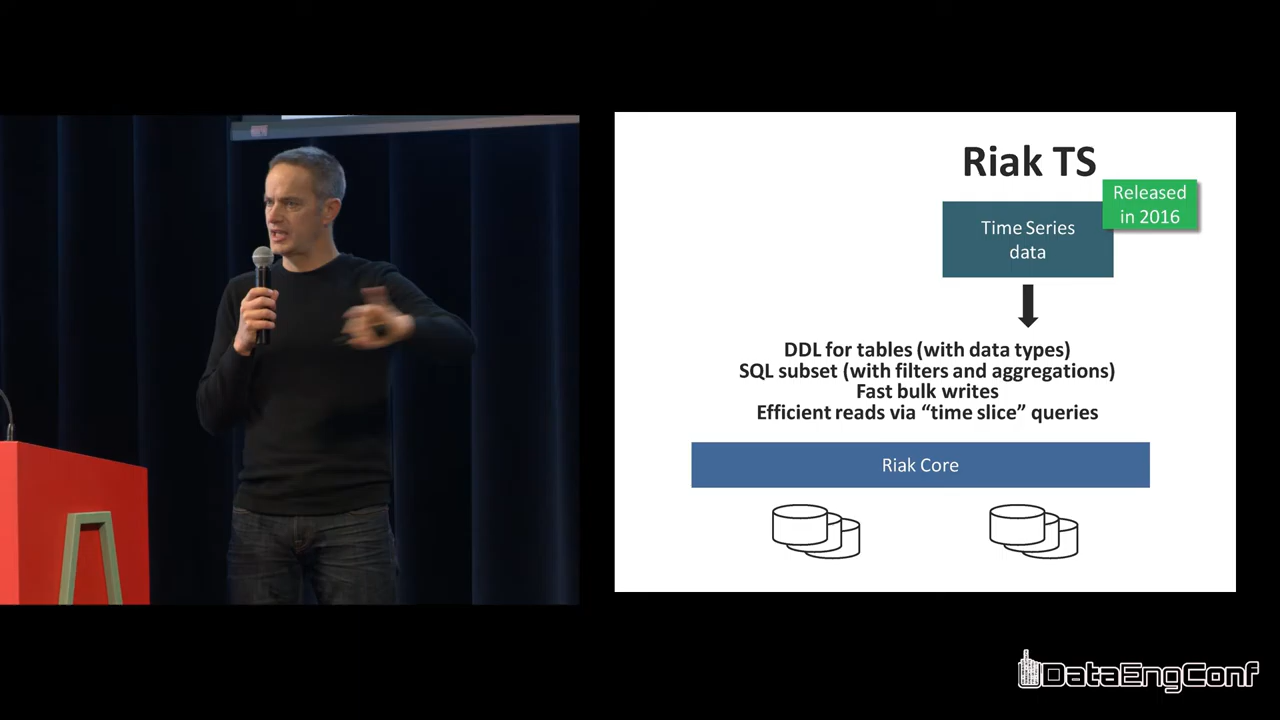 Riak TS
Released
in 2016
Time Series
data
DDL for tables (with data types)
SQL subset (with filters and aggregations)
Fast bulk writes
Efficient reads via “time slice” queries
Riak Core
DataEngConf